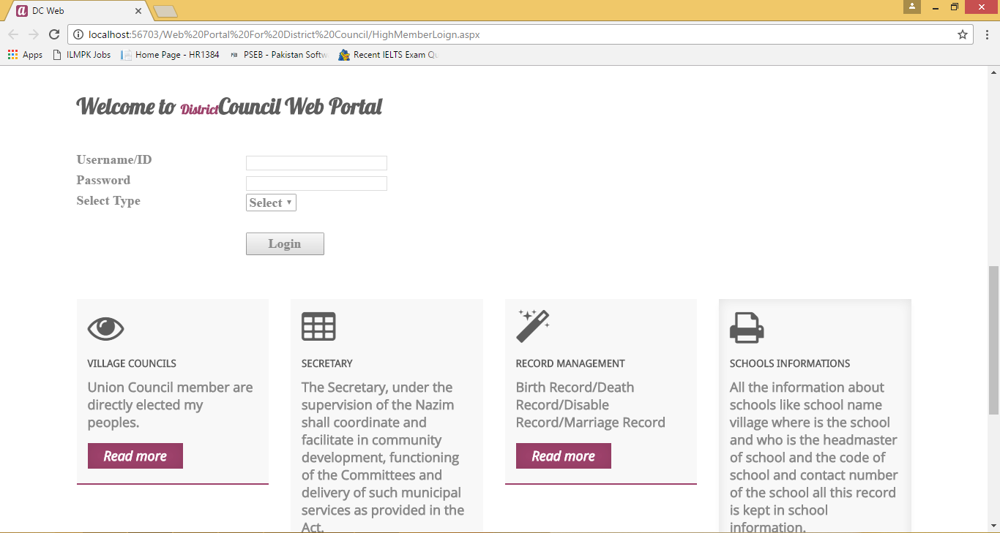 DC Web
localhost:56703/Web%20Portal%20For%20District%20Council/HighMemberLoign.aspx
Apps ILMPK Jobs Home Page - HR1384 PSEB - Pakistan Softw Recent IELTS Exam Qu
Welcome to DistrictCouncil Web Portal
Username/ID
Password
Select Type
Select
Login
VILLAGE COUNCILS
Union Council member are
directly elected my
peoples.
Read more
SECRETARY
The Secretary, under the
supervision of the Nazim
shall coordinate and
facilitate in community
development, functioning
of the Committees and
delivery of such municipal
services as provided in the
Act.
RECORD MANAGEMENT
Birth Record/Death
Record/Disable
Record/Marriage Record
Read more
SCHOOLS INFORMATIONS
All the information about
schools like school name
village where is the school
and who is the headmaster
of school and the code of
school and contact number
of the school all this record
is kept in school
information.